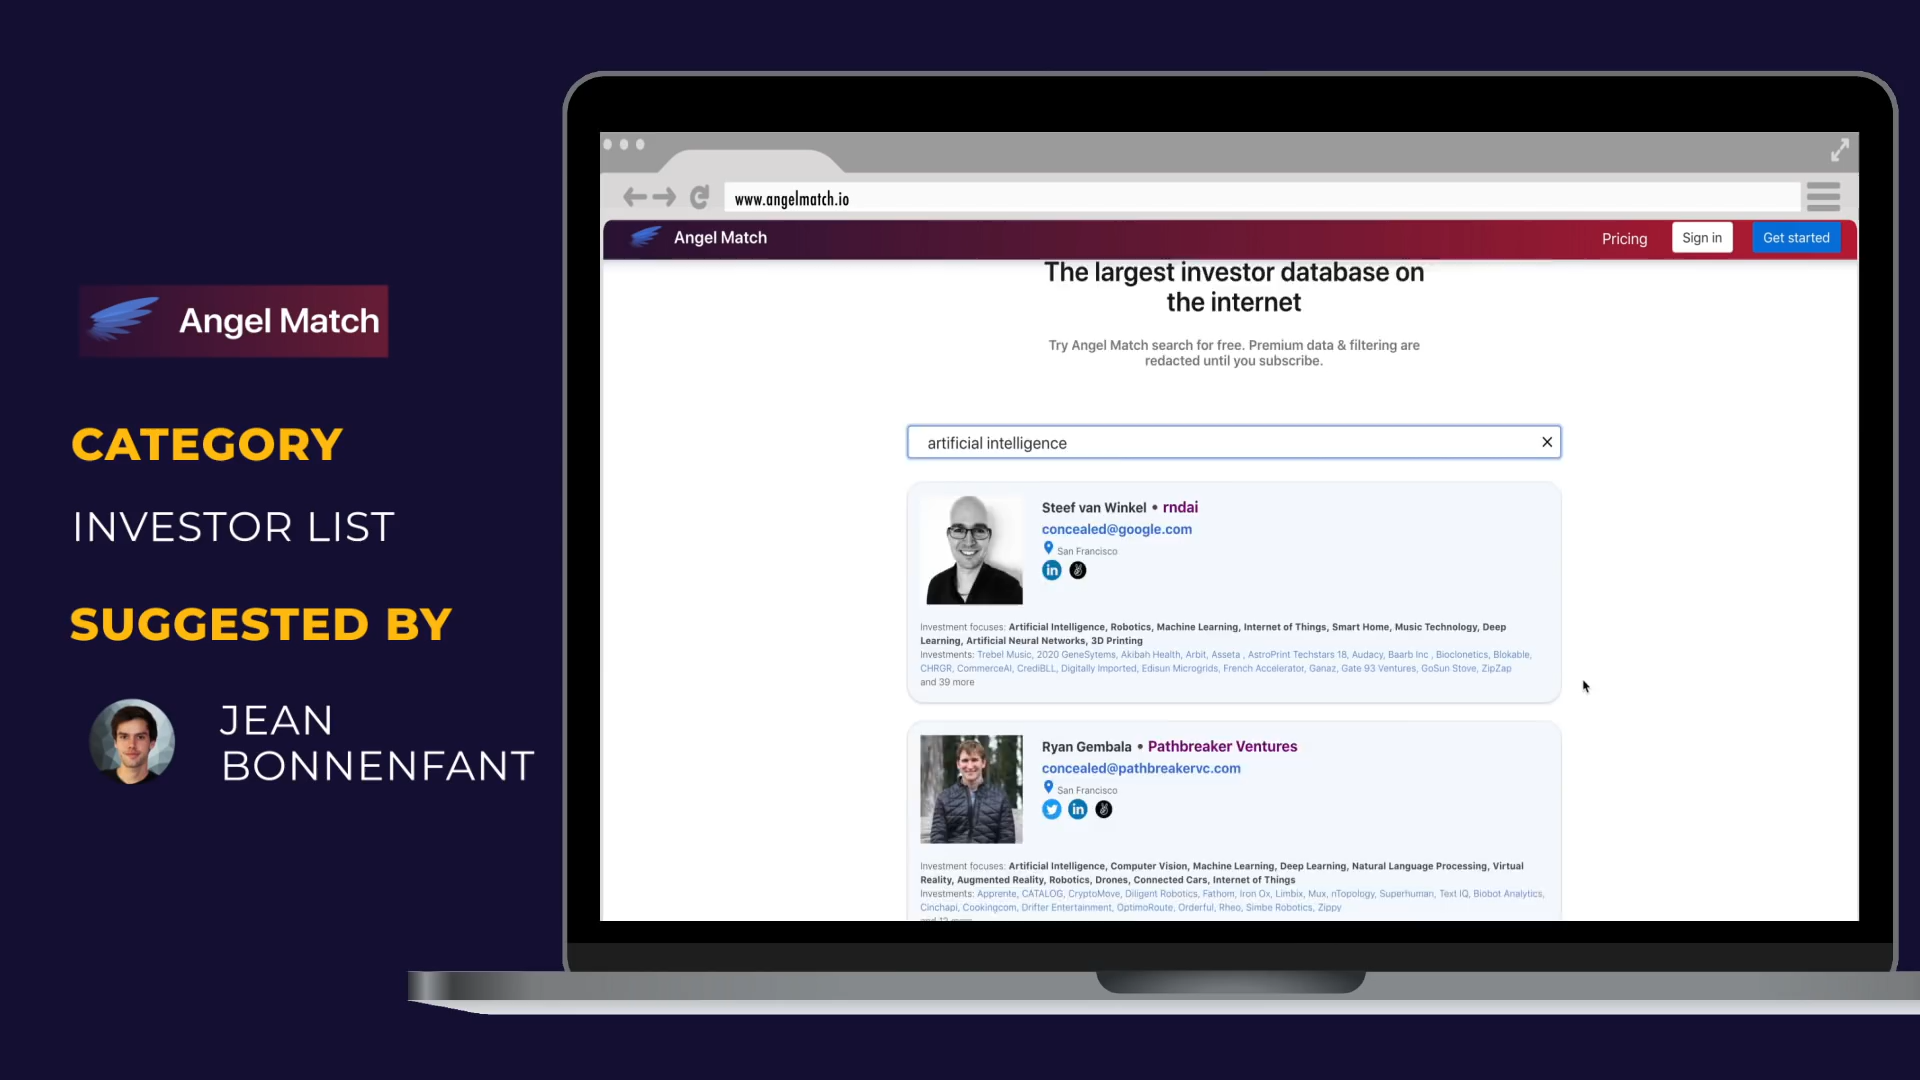 Angel Match
CATEGORY
INVESTOR LIST
SUGGESTED BY
JEAN
BONNENFANT
www.angelmatch.io
Angel Match
Pricing
Sign in
Get started
The largest investor database on
the internet
Try Angel Match search for free. Premium data & filtering are
redacted until you subscribe.
artificial intelligence
Steef van Winkel • rndai
concealed@google.com
San Francisco
Investment focuses: Artificial Intelligence, Robotics, Machine Learning, Internet of Things, Smart Home, Music Technology, Deep
Learning, Artificial Neural Networks, 3D Printing
Investments: Trebel Music, 2020 GeneSytems, Akibah Health, Arbit, Asseta , AstroPrint Techstars 18, Audacy, Baarb Inc , Bioclonetics, Blokable,
CHRGR, CommerceAI, CrediBLL, Digitally Imported, Edisun Microgrids, French Accelerator, Ganaz, Gate 93 Ventures, GoSun Stove, ZipZap
and 39 more
Ryan Gembala • Pathbreaker Ventures
concealed@pathbreakervc.com
San Francisco
Investment focuses: Artificial Intelligence, Computer Vision, Machine Learning, Deep Learning, Natural Language Processing, Virtual
Reality, Augmented Reality, Robotics, Drones, Connected Cars, Internet of Things
Investments: Apprente, CATALOG, CryptoMove, Diligent Robotics, Fathom, Iron Ox, Limbix, Mux, nTopology, Superhuman, Text IQ, Biobot Analytics,
Cinchapi, Cookingcom, Drifter Entertainment, OptimoRoute, Orderful, Rheo, Simbe Robotics, Zippy